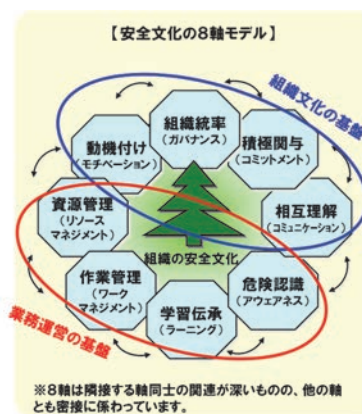 【安全文化の8軸モデル】
組織文化の基盤
組織統率
(ガバナンス)
動機付け
(モチベーション)
積極関与
(コミットメント)
資源管理
(リソース
マネジメント)
相互理解
(コミュニケーション)
組織の安全文化
作業管理
(ワーク
マネジメント)
危険認識
(アウェアネス)
学習伝承
(ラーニング)
業務運営の基盤
※8軸は隣接する軸同士の関連が深いものの、他の軸
とも密接に係わっています。